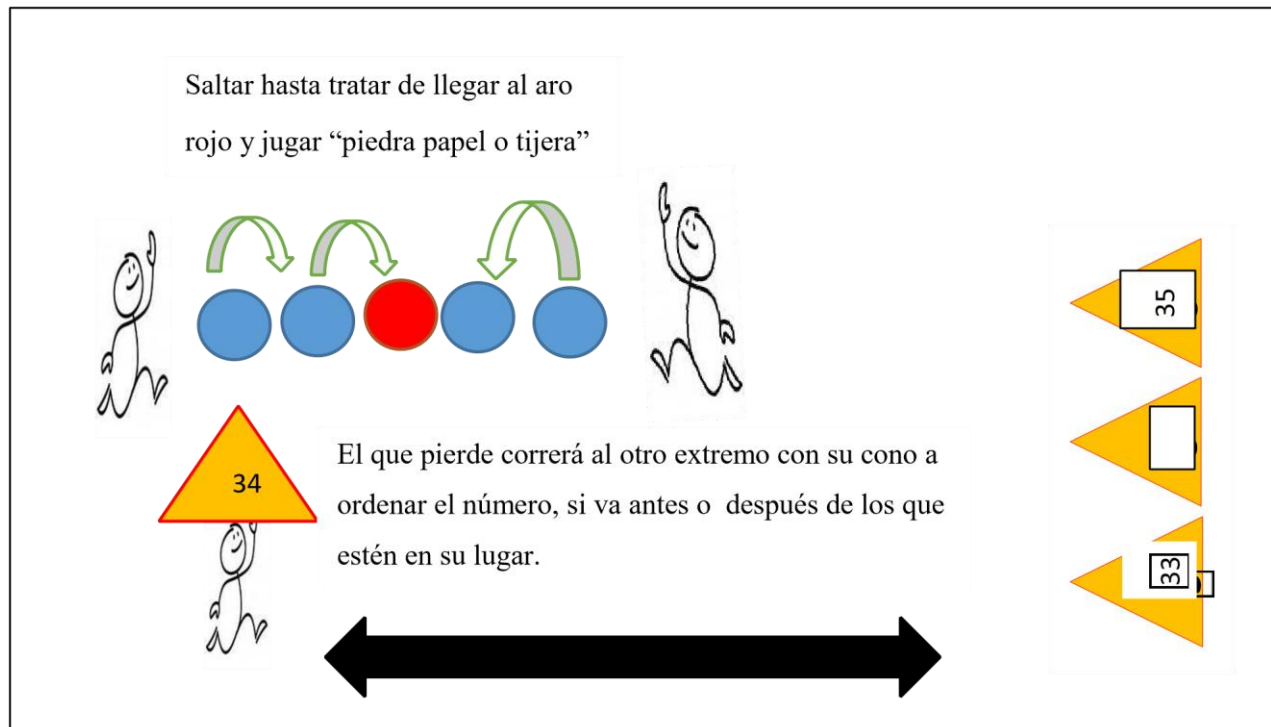 Saltar hasta tratar de llegar al aro
rojo y jugar “piedra papel o tijera”
34
El que pierde correrá al otro extremo con su cono a
ordenar el número, si va antes o después de los que
estén en su lugar.
35
33